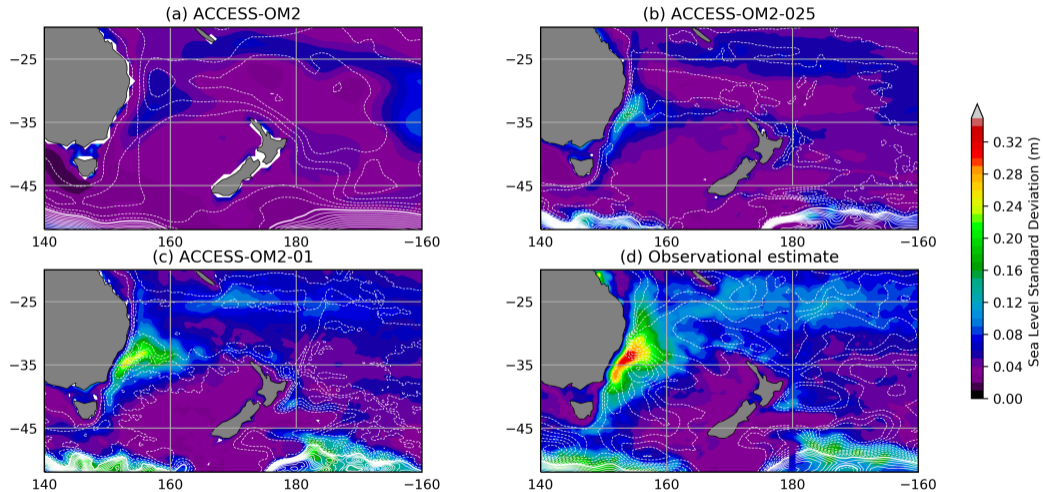 (a) ACCESS-OM2
(b) ACCESS-OM2-025
−25
−35
−45
140 160 180 −160
−25
−35
−45
140 160 180 −160
(c) ACCESS-OM2-01
(d) Observational estimate
−25
−35
−45
140 160 180 −160
−25
−35
−45
140 160 180 −160
0.32
0.28
0.24
0.20
0.16
0.12
0.08
0.04
0.00
Sea Level Standard Deviation (m)